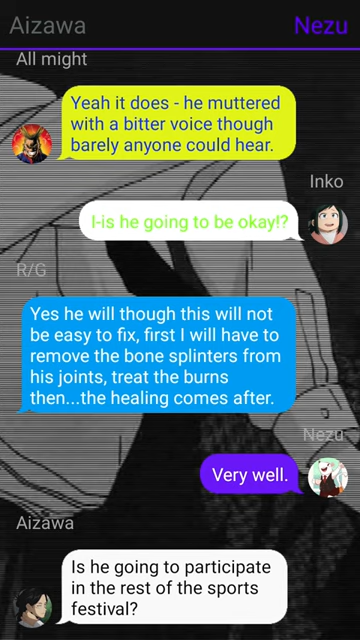 Aizawa Nezu
All might
Yeah it does - he muttered
with a bitter voice though
barely anyone could hear.
Inko
I-is he going to be okay!?
R/G
Yes he will though this will not
be easy to fix, first I will have to
remove the bone splinters from
his joints, treat the burns
then...the healing comes after.
Nezu
Very well.
Aizawa
Is he going to participate
in the rest of the sports
festival?